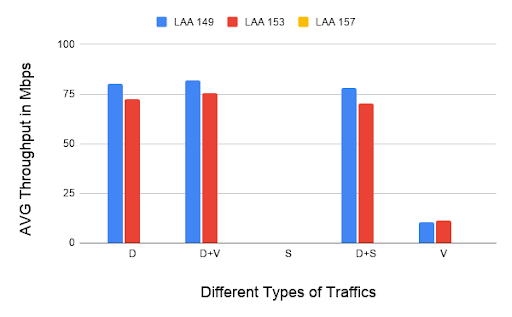 LAA 149 LAA 153 LAA 157
AVG Throughput in Mbps
100
75
50
25
0
D D+V S D+S V
Different Types of Traffics